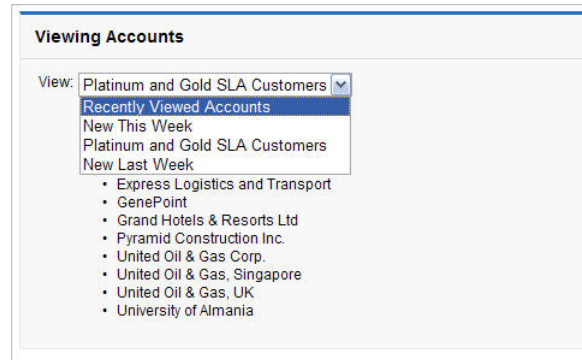 Viewing Accounts
View: Platinum and Gold SLA Customers
Recently Viewed Accounts
New This Week
Platinum and Gold SLA Customers
New Last Week
• Express Logistics and Transport
• GenePoint
• Grand Hotels & Resorts Ltd
• Pyramid Construction Inc.
• United Oil & Gas Corp.
• United Oil & Gas, Singapore
• United Oil & Gas, UK
• University of Almania